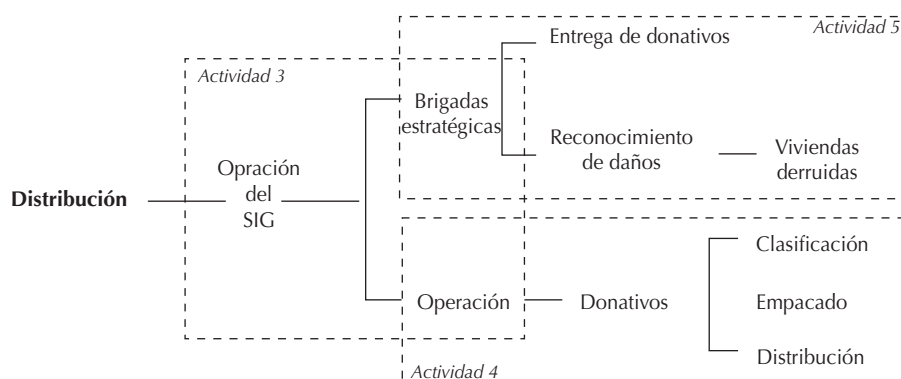 Actividad 5
Entrega de donativos
Actividad 3
Brigadas
estratégicas
Reconocimiento
de daños
Viviendas
derruidas
Opración
del
SIG
Distribución
Clasificación
Operación
Donativos
Empacado
Distribución
Actividad 4